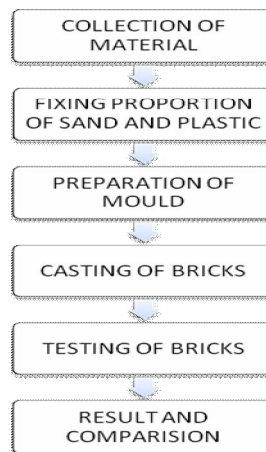 COLLECTION OF
MATERIAL
FIXING PROPORTION
OF SAND AND PLASTIC
PREPARATION OF
MOULD
CASTING OF BRICKS
TESTING OF BRICKS
RESULT AND
COMPARISION